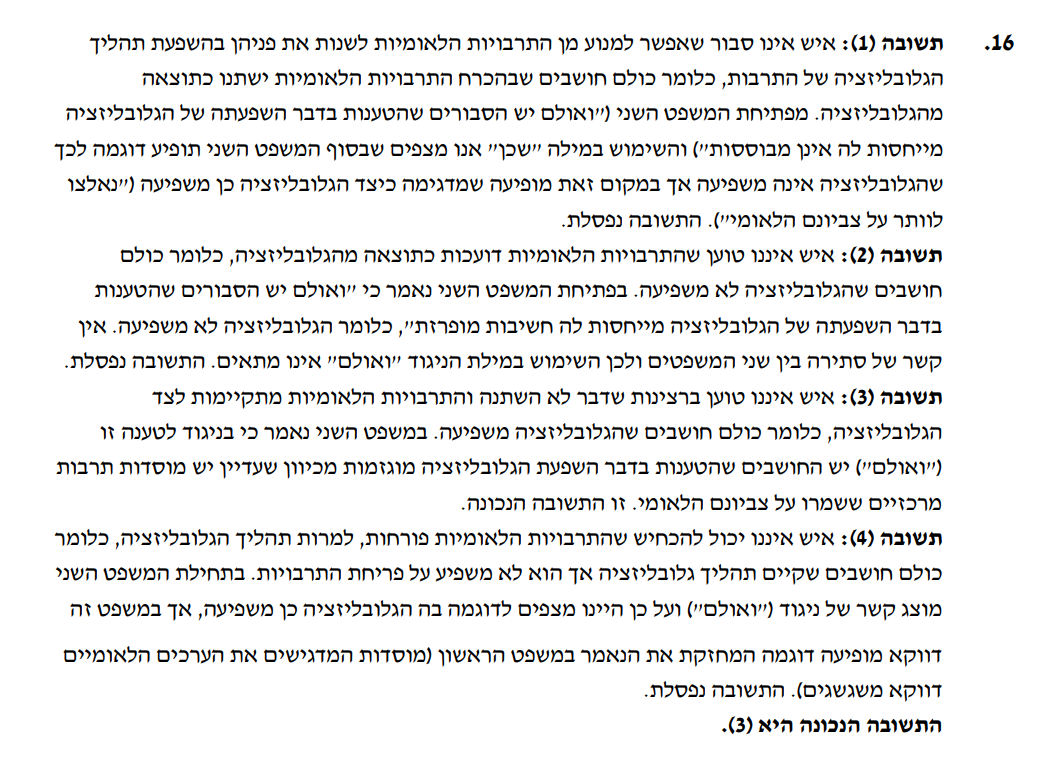 16. תשובה (1): איש אינו סבור שאפשר למנוע מן התרבויות הלאומיות לשנות את פניהן בהשפעת תהליך
הגלובליזציה של התרבות, כלומר כולם חושבים שבהכרח התרבויות הלאומיות ישתנו כתוצאה
מהגלובליזציה. מפתיחת המשפט השני ("ואולם יש הסבורים שהטענות בדבר השפעתה של הגלובליזציה
מייחסות לה אינן מבוססות") והשימוש במילה "שכן" אנו מצפים שבסוף המשפט השני תופיע דוגמה לכך
שהגלובליזציה אינה משפיעה אך במקום זאת מופיעה שמדגימה כיצד הגלובליזציה כן משפיעה ("נאלצו
לוותר על צביונם הלאומי"). התשובה נפסלת.
תשובה (2): איש איננו טוען שהתרבויות הלאומיות דועכות כתוצאה מהגלובליזציה, כלומר כולם
חושבים שהגלובליזציה לא משפיעה. בפתיחת המשפט השני נאמר כי "ואולם יש הסבורים שהטענות
בדבר השפעתה של הגלובליזציה מייחסות לה חשיבות מופרזת", כלומר הגלובליזציה לא משפיעה. אין
קשר של סתירה בין שני המשפטים ולכן השימוש במילת הניגוד "ואולם" אינו מתאים. התשובה נפסלת.
תשובה (3): איש איננו טוען ברצינות שדבר לא השתנה והתרבויות הלאומיות מתקיימות לצד
הגלובליזציה, כלומר כולם חושבים שהגלובליזציה משפיעה. במשפט השני נאמר כי בניגוד לטענה זו
("ואולם") יש החושבים שהטענות בדבר השפעת הגלובליזציה מוגזמות מכיוון שעדיין יש מוסדות תרבות
מרכזיים ששמרו על צביונם הלאומי. זו התשובה הנכונה.
תשובה (4): איש איננו יכול להכחיש שהתרבויות הלאומיות פורחות, למרות תהליך הגלובליזציה, כלומר
כולם חושבים שקיים תהליך גלובליזציה אך הוא לא משפיע על פריחת התרבויות. בתחילת המשפט השני
מוצג קשר של ניגוד ("ואולם") ועל כן היינו מצפים לדוגמה בה הגלובליזציה כן משפיעה, אך במשפט זה
דווקא מופיעה דוגמה המחזקת את הנאמר במשפט הראשון (מוסדות המדגישים את הערכים הלאומיים
דווקא משגשגים). התשובה נפסלת.
התשובה הנכונה היא (3).